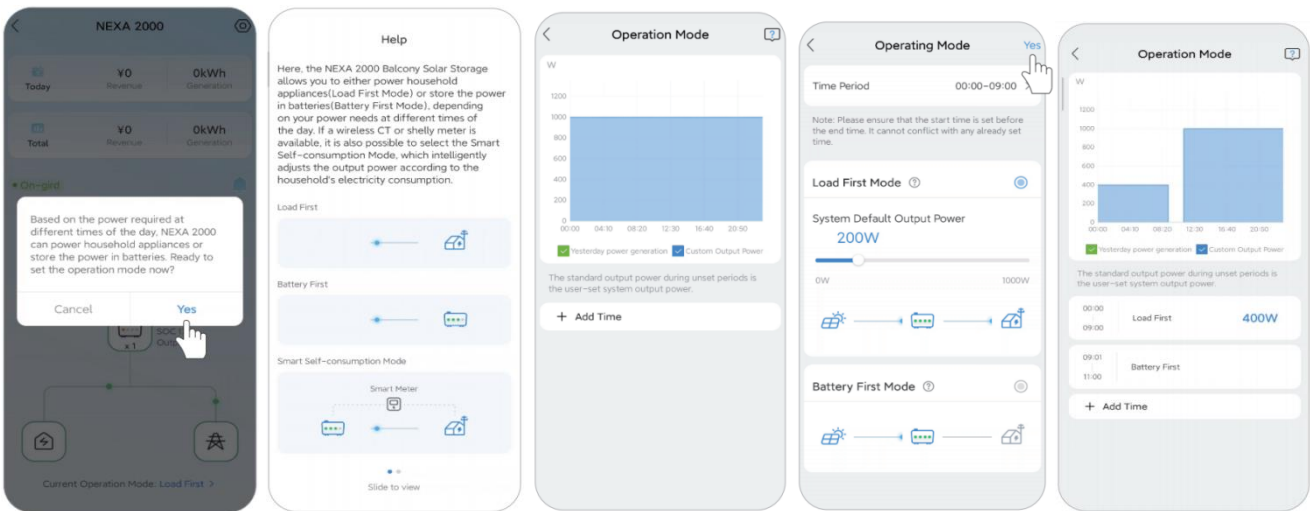 NEXA 2000
Today
¥0
Revenue
0kWh
Generation
Total
¥0
Revenue
0kWh
Generation
On-gird
Based on the power required at
different times of the day, NEXA 2000
can power household appliances or
store the power in batteries. Ready to
set the operation mode now?
Cancel
Yes
SOC
x 1
Current Operation Mode: Load First >
Help
Here, the NEXA 2000 Balcony Solar Storage
allows you to either power household
appliances(Load First Mode) or store the power
in batteries(Battery First Mode), depending
on your power needs at different times of
the day. If a wireless CT or shelly meter is
available, it is also possible to select the Smart
Self-consumption Mode, which intelligently
adjusts the output power according to the
household's electricity consumption.
Load First
Battery First
Smart Self-consumption Mode
Smart Meter
Slide to view
Operation Mode
W
1200
1000
800
600
400
200
0
00:00 04:10 08:20 12:30 16:40 20:50
Yesterday power generation Custom Output Power
The standard output power during unset periods is
the user-set system output power.
+ Add Time
Operating Mode
Yes
Time Period 00:00-09:00 >
Note: Please ensure that the start time is set before
the end time. It cannot conflict with any already set
time.
Load First Mode
System Default Output Power
200W
0W 1000W
Battery First Mode
Operation Mode
W
1200
1000
800
600
400
200
0
00:00 04:10 08:20 12:30 16:40 20:50
Yesterday power generation Custom Output Power
The standard output power during unset periods is
the user-set system output power.
00:00
09:00
Load First
400W
09:01
11:00
Battery First
+ Add Time